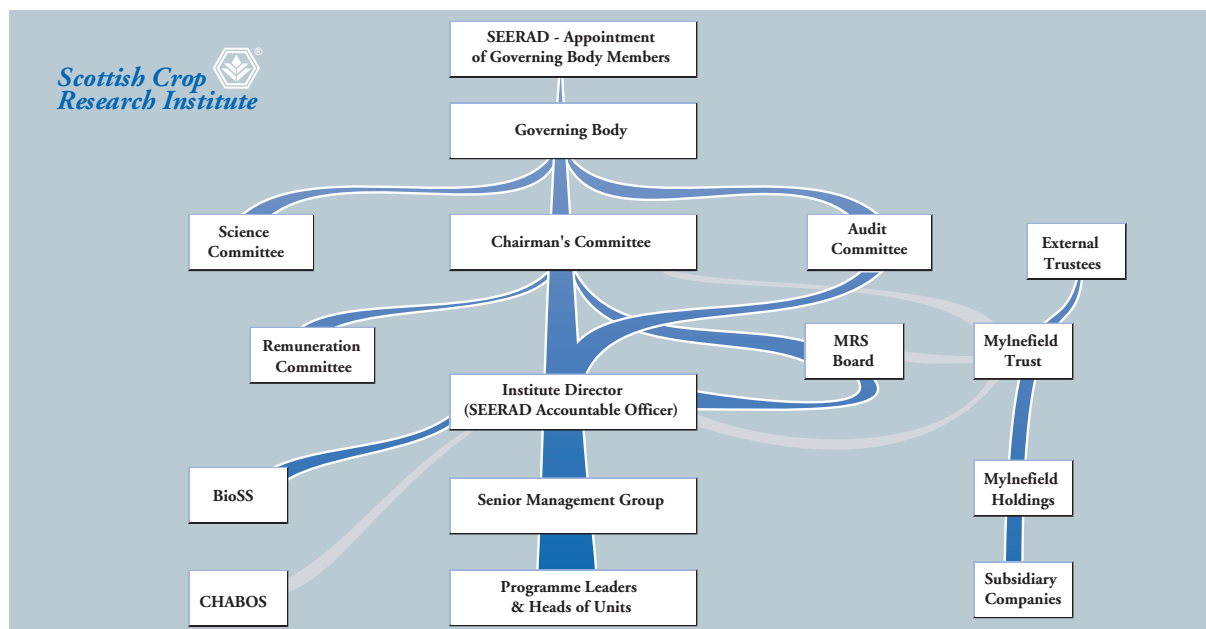 SEERAD - Appointment
of Governing Body Members
Scottish Crop
Research Institute
®
Governing Body
Science
Committee
Chairman's Committee
Audit
Committee
External
Trustees
Remuneration
Committee
MRS
Board
Mylnefield
Trust
Institute Director
(SEERAD Accountable Officer)
BioSS
Senior Management Group
Mylnefield
Holdings
CHABOS
Programme Leaders
& Heads of Units
Subsidiary
Companies